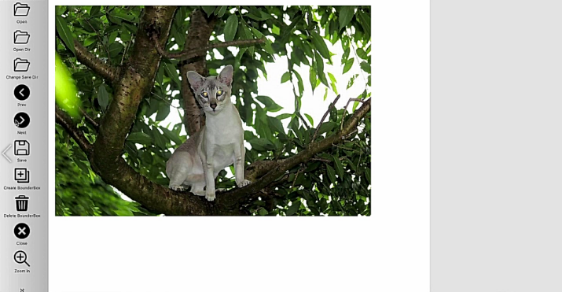 Open
Open Dir
Change Save Dir
Prev
Next
Save
Create RectBox
Delete RectBox
Close
Zoom In